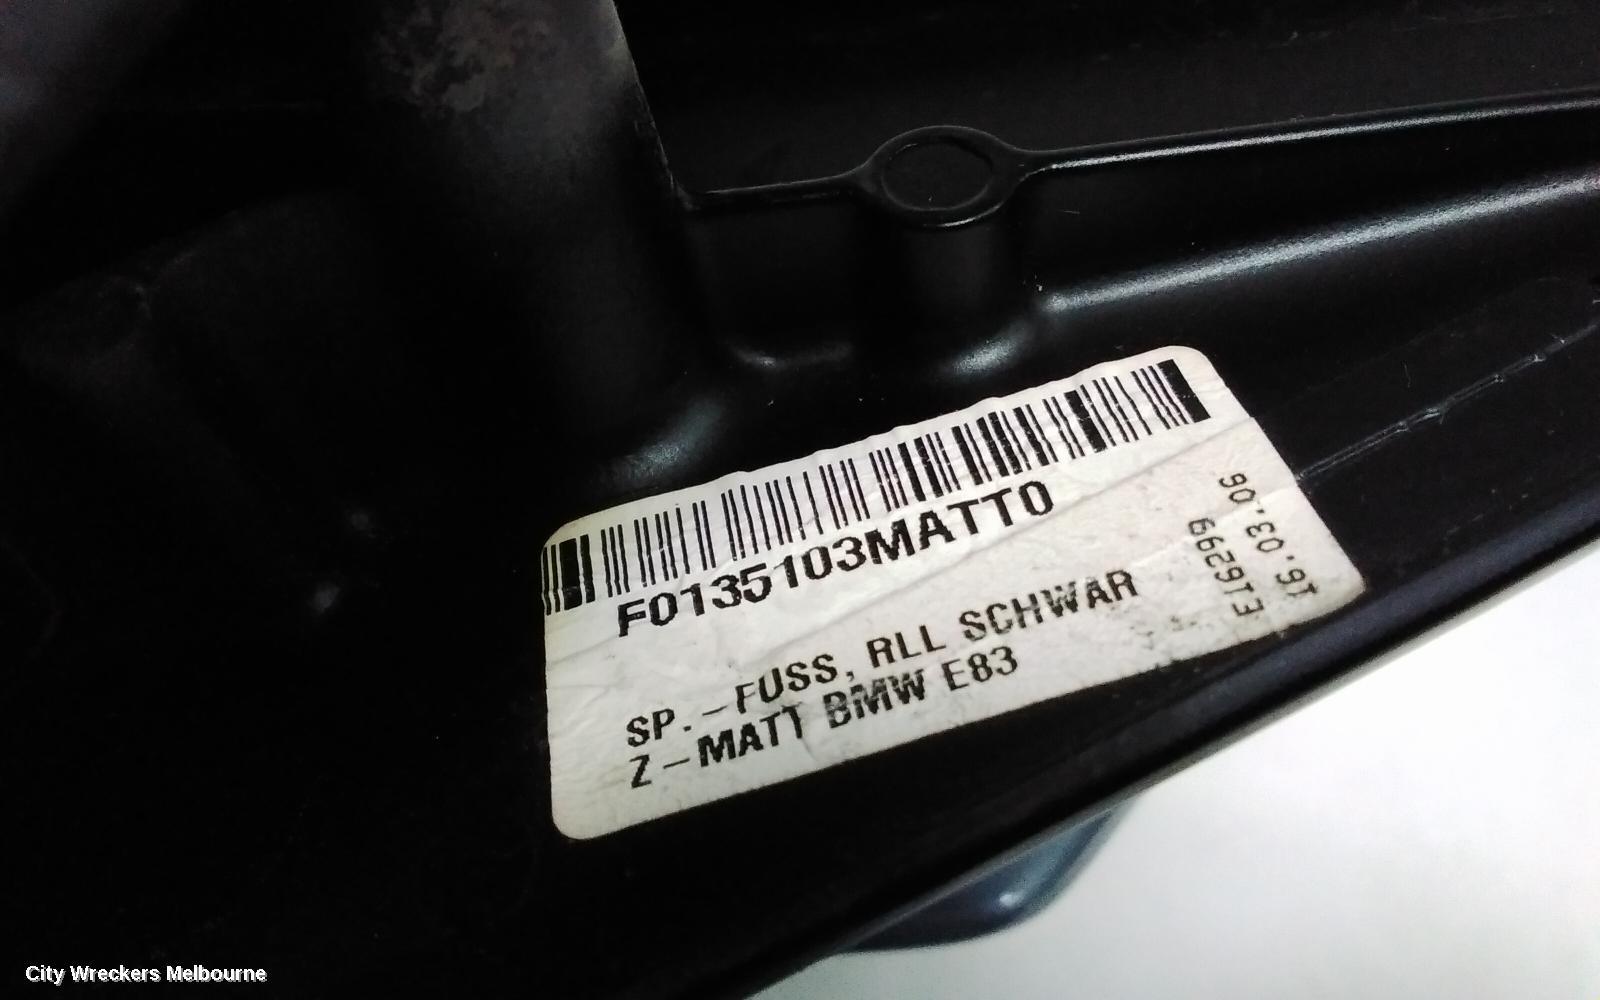 F0135103MATT0
SP.-FUSS, RLL SCHWAR
Z-MATT BMW E83
E16299
16.03.06
City Wreckers Melbourne